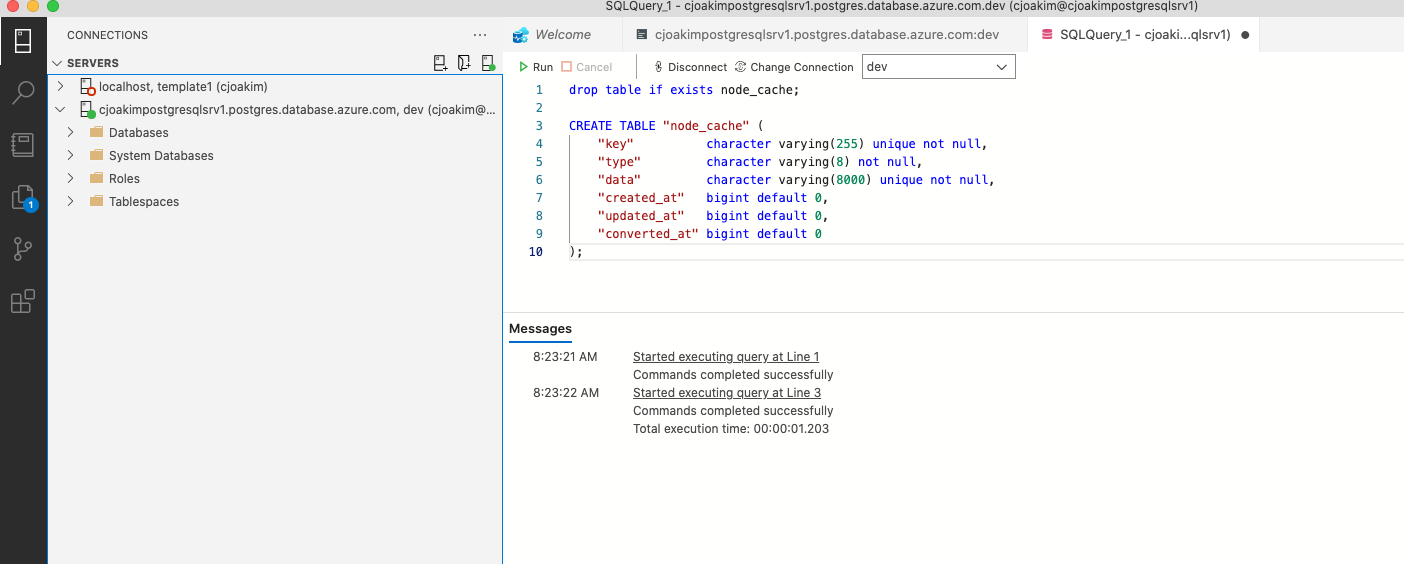 SQLQuery_1 - cjoakimpostgresqlsrv1.postgres.database.azure.com.dev (cjoakim@cjoakimpostgresqlsrv1)
CONNECTIONS
SERVERS
localhost, template1 (cjoakim)
cjoakimpostgresqlsrv1.postgres.database.azure.com, dev (cjoakim@...
Databases
System Databases
Roles
Tablespaces
1
Welcome
cjoakimpostgresqlsrv1.postgres.database.azure.com:dev
SQLQuery_1 - cjoaki...qlsrv1)
Run Cancel Disconnect Change Connection dev
1 drop table if exists node_cache;
2
3 CREATE TABLE "node_cache" (
4 "key" character varying(255) unique not null,
5 "type" character varying(8) not null,
6 "data" character varying(8000) unique not null,
7 "created_at" bigint default 0,
8 "updated_at" bigint default 0,
9 "converted_at" bigint default 0
10 );
Messages
8:23:21 AM Started executing query at Line 1
Commands completed successfully
8:23:22 AM Started executing query at Line 3
Commands completed successfully
Total execution time: 00:00:01.203